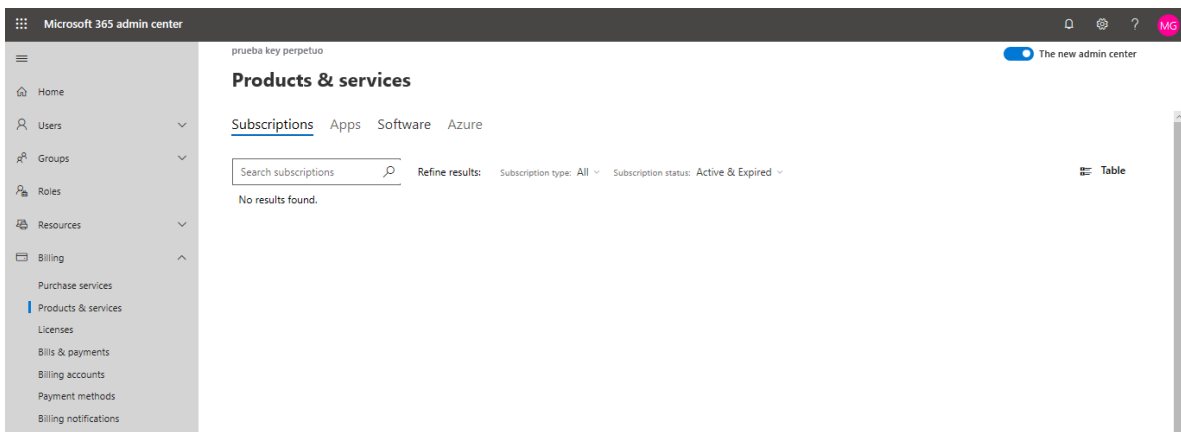 Microsoft 365 admin center
MG
prueba key perpetuo
The new admin center
Products & services
Home
Users
Groups
Roles
Resources
Billing
Purchase services
Products & services
Licenses
Bills & payments
Billing accounts
Payment methods
Billing notifications
Subscriptions Apps Software Azure
Search subscriptions
Refine results: Subscription type: All Subscription status: Active & Expired
Table
No results found.